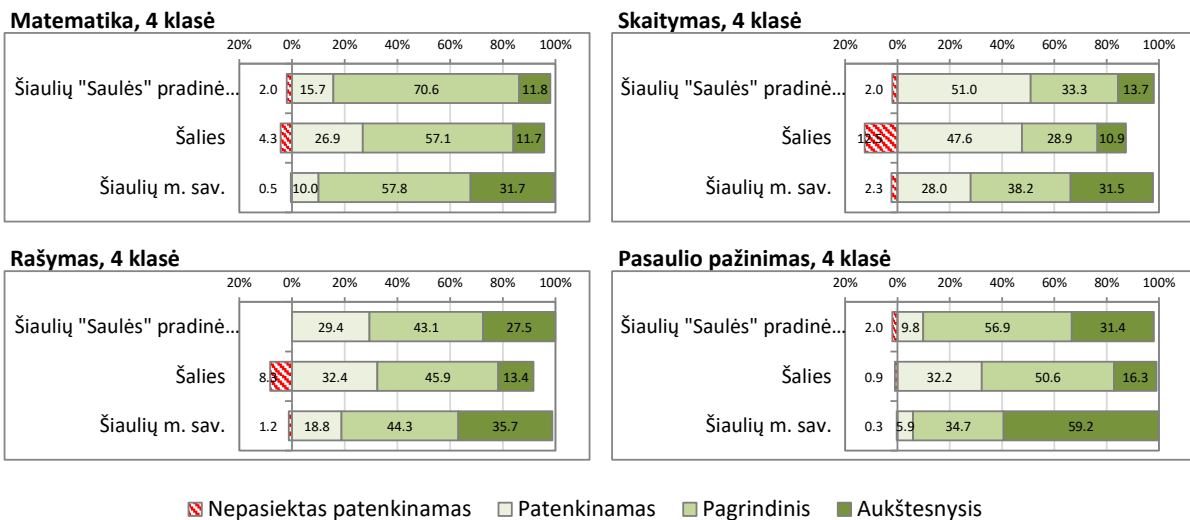 Matematika, 4 klasė
20% 0% 20% 40% 60% 80% 100%
Šiaulių "Saulės" pradinė... 2.0 15.7 70.6 11.8
Šalies 4.3 26.9 57.1 11.7
Šiaulių m. sav. 0.5 10.0 57.8 31.7
Skaitymas, 4 klasė
20% 0% 20% 40% 60% 80% 100%
Šiaulių "Saulės" pradinė... 2.0 51.0 33.3 13.7
Šalies 12.5 47.6 28.9 10.9
Šiaulių m. sav. 2.3 28.0 38.2 31.5
Rašymas, 4 klasė
20% 0% 20% 40% 60% 80% 100%
Šiaulių "Saulės" pradinė... 29.4 43.1 27.5
Šalies 8.3 32.4 45.9 13.4
Šiaulių m. sav. 1.2 18.8 44.3 35.7
Pasaulio pažinimas, 4 klasė
20% 0% 20% 40% 60% 80% 100%
Šiaulių "Saulės" pradinė... 2.0 9.8 56.9 31.4
Šalies 0.9 32.2 50.6 16.3
Šiaulių m. sav. 0.3 5.9 34.7 59.2
Nepasiektas patenkinamas Patenkinamas Pagrindinis Aukštesnysis